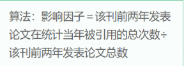 算法：影响因子＝该刊前两年发表
论文在统计当年被引用的总次数÷
该刊前两年发表论文总数